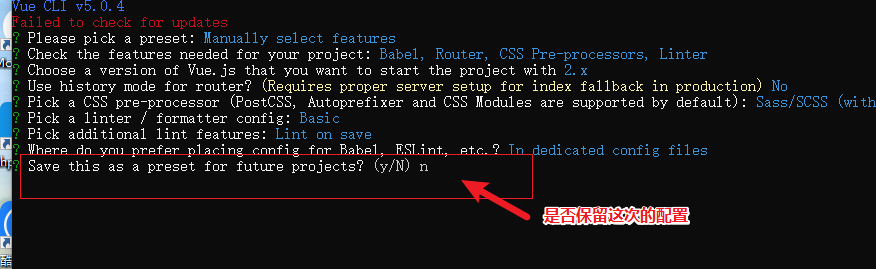 Vue CLI v5.0.4
Failed to check for updates
? Please pick a preset: Manually select features
? Check the features needed for your project: Babel, Router, CSS Pre-processors, Linter
? Choose a version of Vue.js that you want to start the project with 2.x
? Use history mode for router? (Requires proper server setup for index fallback in production) No
? Pick a CSS pre-processor (PostCSS, Autoprefixer and CSS Modules are supported by default): Sass/SCSS (with
? Pick a linter / formatter config: Basic
? Pick additional lint features: Lint on save
? Where do you prefer placing config for Babel, ESLint, etc.? In dedicated config files
? Save this as a preset for future projects? (y/N) n
是否保留这次的配置